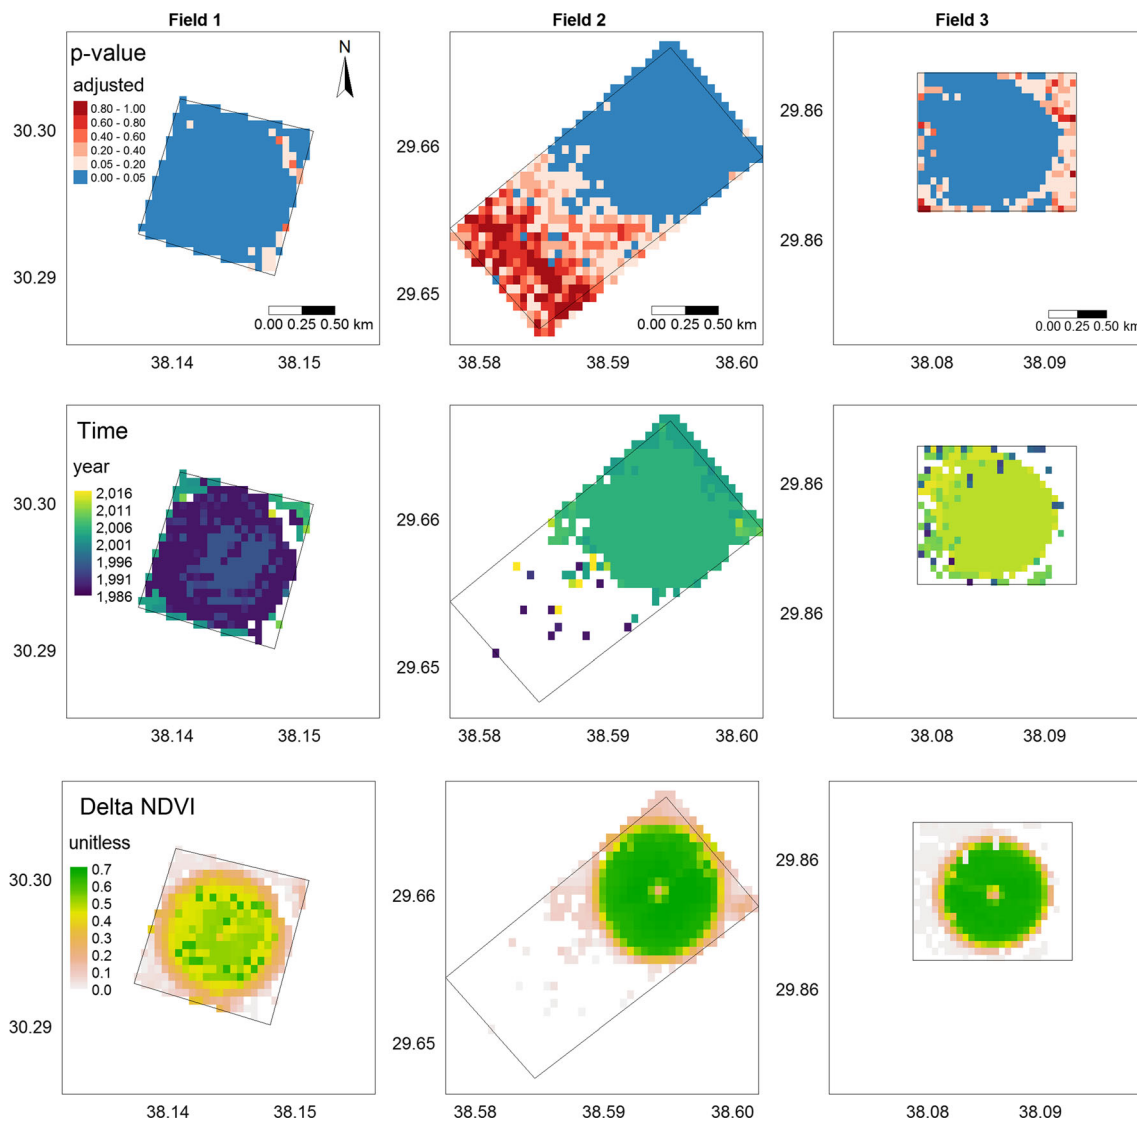 Field 1
Field 2
Field 3
p-value
N
adjusted
0.80 - 1.00
0.60 - 0.80
0.40 - 0.60
0.20 - 0.40
0.05 - 0.20
0.00 - 0.05
30.30
30.29
0.00 0.25 0.50 km
38.14 38.15
29.66
29.65
0.00 0.25 0.50 km
38.58 38.59 38.60
29.86
29.86
0.00 0.25 0.50 km
38.08 38.09
Time
year
2,016
2,011
2,006
2,001
1,996
1,991
1,986
30.30
30.29
38.14 38.15
29.66
29.65
38.58 38.59 38.60
29.86
29.86
38.08 38.09
Delta NDVI
unitless
0.7
0.6
0.5
0.4
0.3
0.2
0.1
0.0
30.30
30.29
38.14 38.15
29.66
29.65
38.58 38.59 38.60
29.86
29.86
38.08 38.09